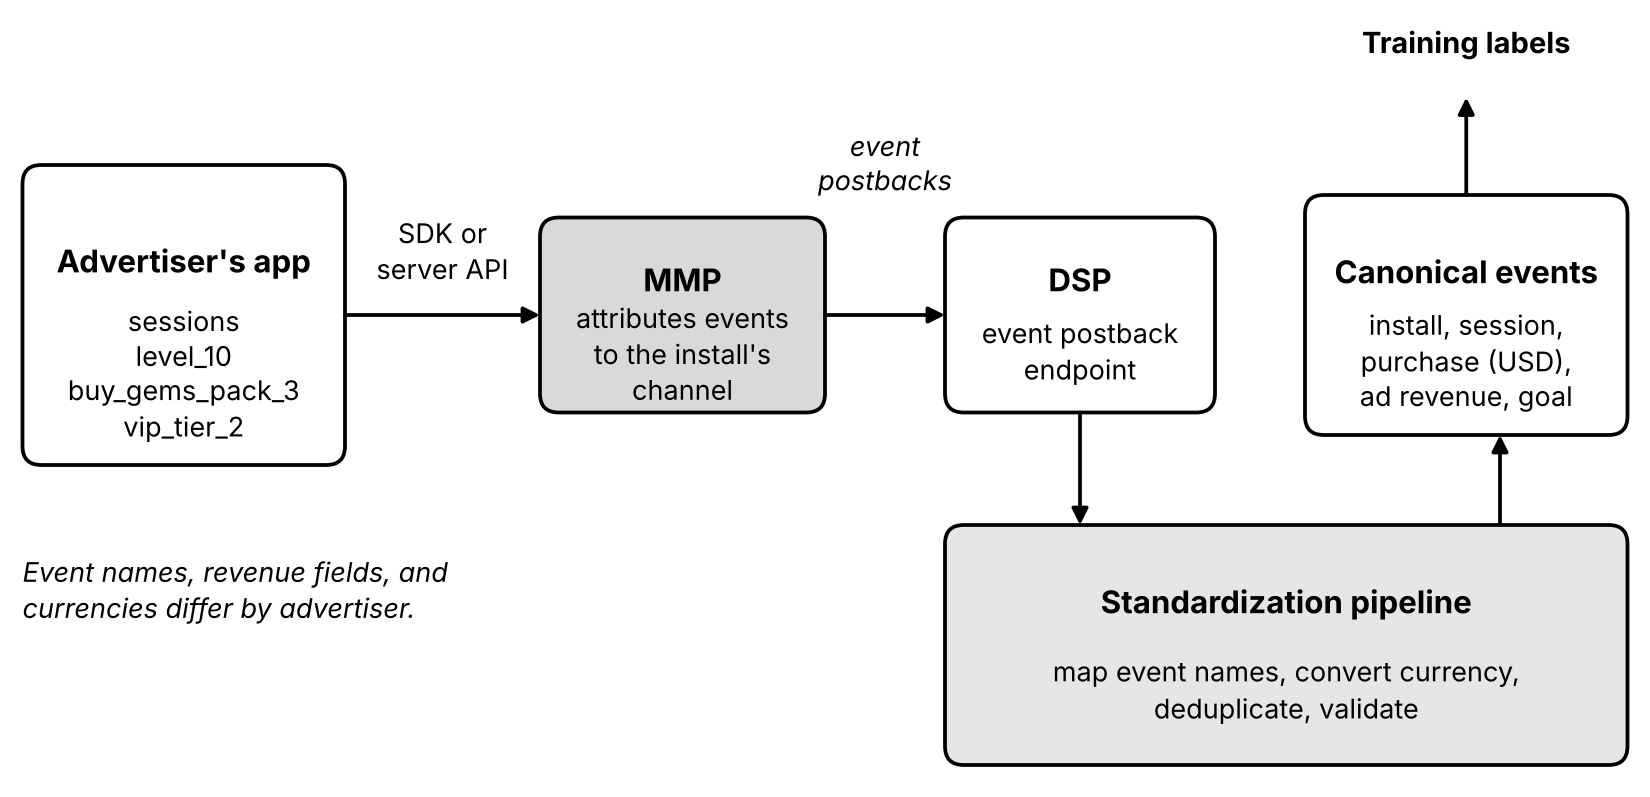 Training labels
event
postbacks
Advertiser's app
sessions
level_10
buy_gems_pack_3
vip_tier_2
SDK or
server API
MMP
attributes events
to the install's
channel
DSP
event postback
endpoint
Canonical events
install, session,
purchase (USD),
ad revenue, goal
Event names, revenue fields, and
currencies differ by advertiser.
Standardization pipeline
map event names, convert currency,
deduplicate, validate